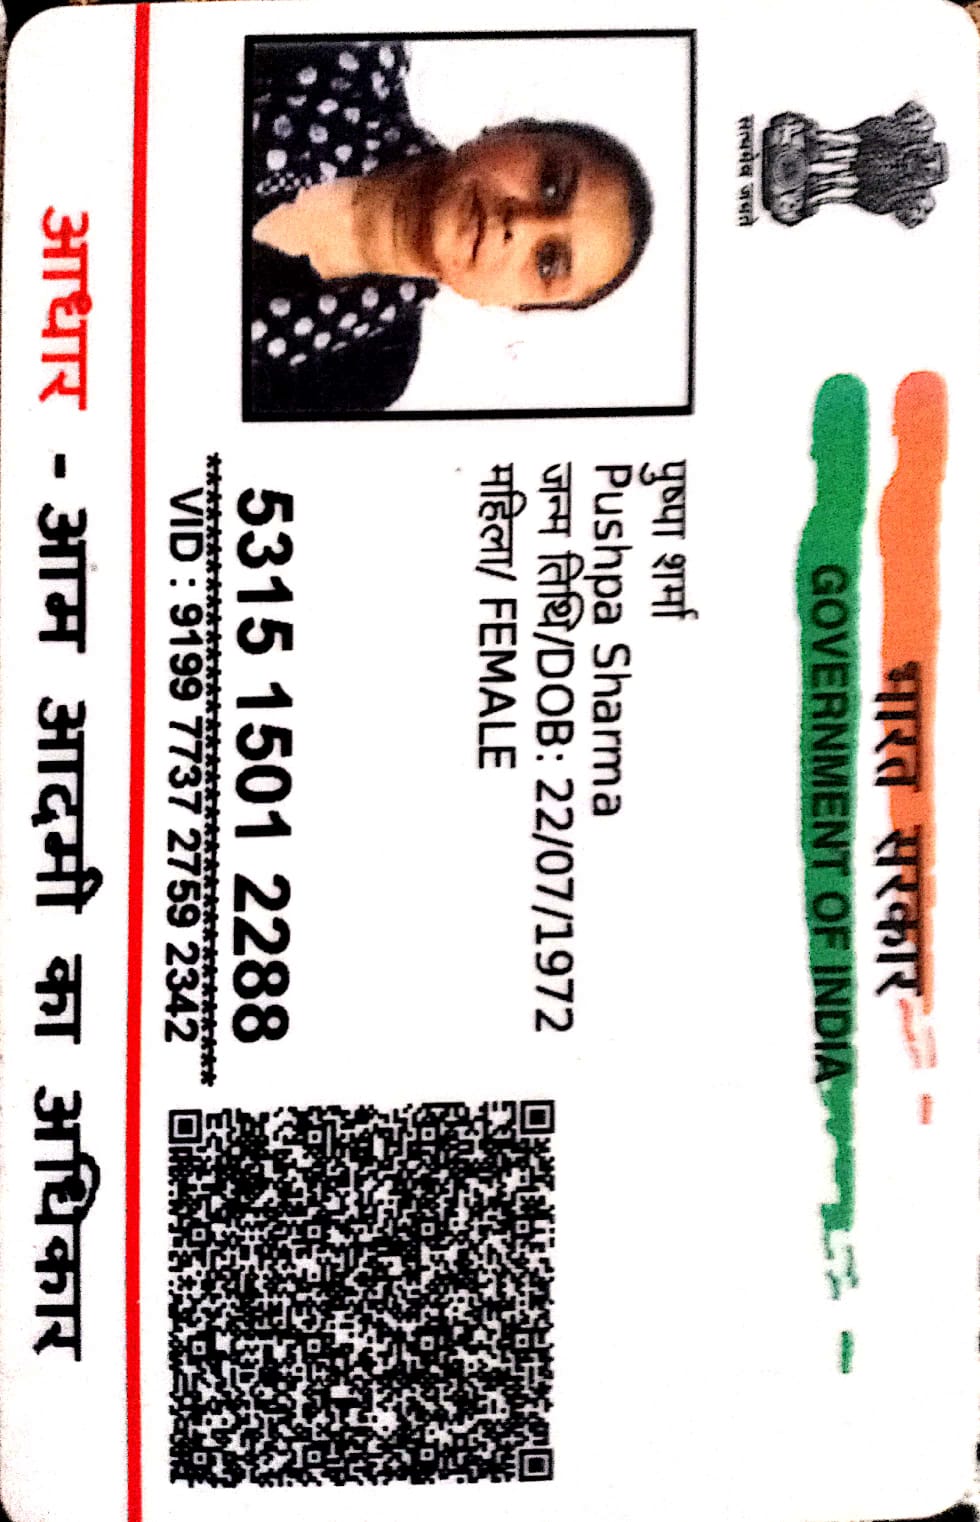 भारत सरकार
GOVERNMENT OF INDIA
सत्यमेव जयते
पुष्पा शर्मा
Pushpa Sharma
जन्म तिथि/DOB: 22/07/1972
महिला/ FEMALE
5315 1501 2288
VID : 9199 7737 2759 2342
आधार - आम आदमी का अधिकार